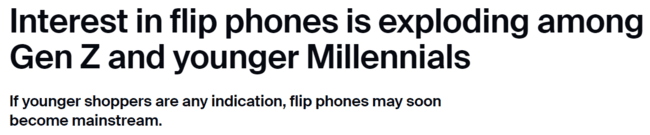 Interest in flip phones is exploding among
Gen Z and younger Millennials
If younger shoppers are any indication, flip phones may soon
become mainstream.